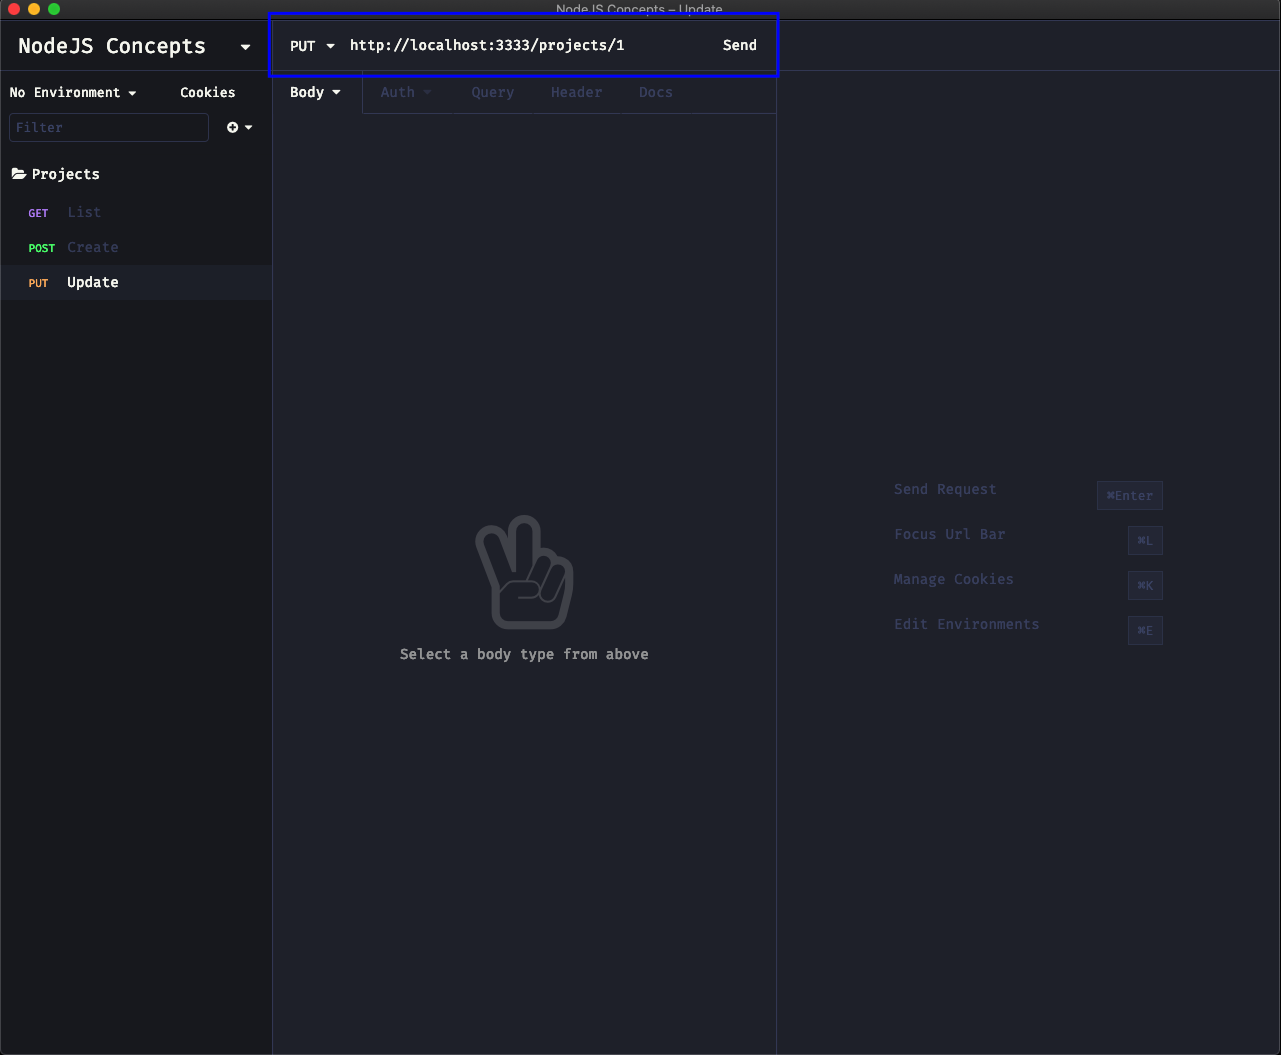 NodeJS Concepts – Update
NodeJS Concepts
PUT http://localhost:3333/projects/1 Send
No Environment Cookies
Body Auth Query Header Docs
Filter
Projects
GET List
POST Create
PUT Update
Send Request ⌘Enter
Focus Url Bar ⌘L
Manage Cookies ⌘K
Edit Environments ⌘E
Select a body type from above